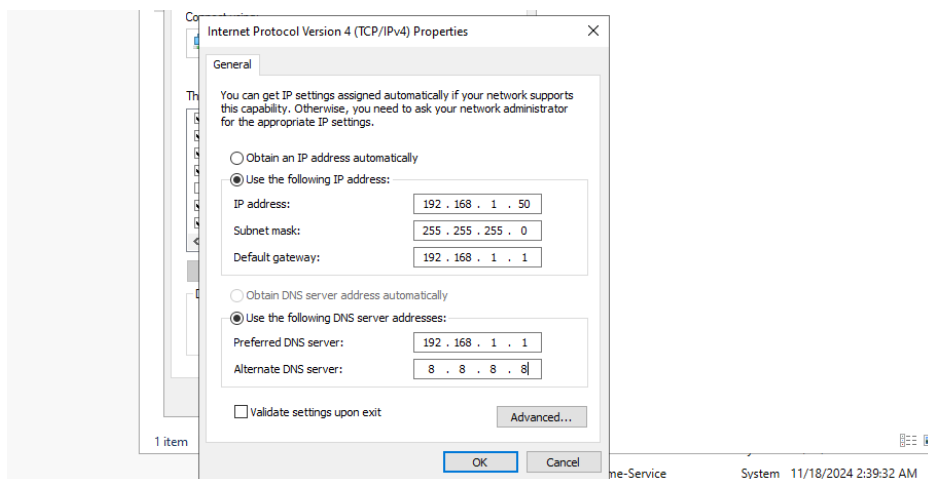 Internet Protocol Version 4 (TCP/IPv4) Properties
General
You can get IP settings assigned automatically if your network supports
this capability. Otherwise, you need to ask your network administrator
for the appropriate IP settings.
Obtain an IP address automatically
Use the following IP address:
IP address: 192 . 168 . 1 . 50
Subnet mask: 255 . 255 . 255 . 0
Default gateway: 192 . 168 . 1 . 1
Obtain DNS server address automatically
Use the following DNS server addresses:
Preferred DNS server: 192 . 168 . 1 . 1
Alternate DNS server: 8 . 8 . 8 . 8
Validate settings upon exit
Advanced...
1 item
OK Cancel
me-Service System 11/18/2024 2:39:32 AM